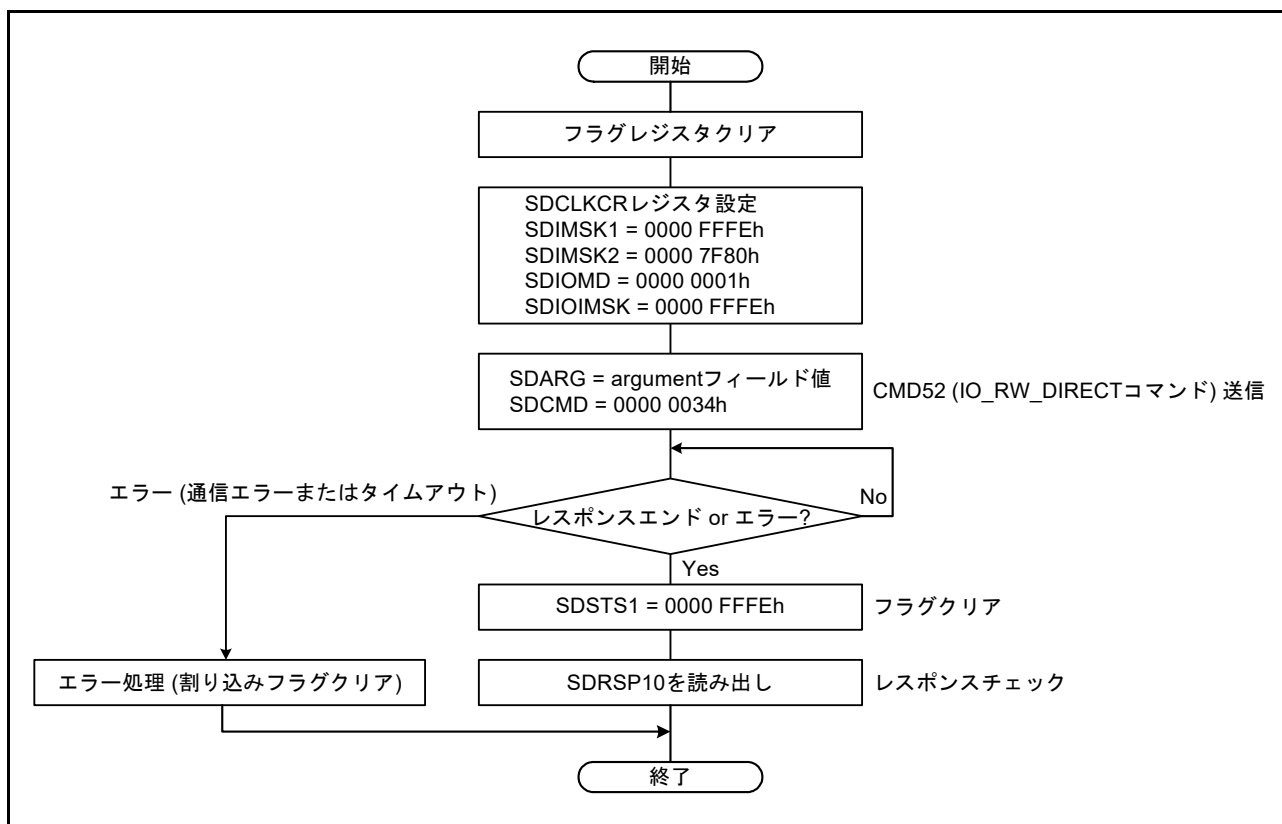 開始
フラグレジスタクリア
SDCLKCRレジスタ設定
SDIMSK1 = 0000 FFFEh
SDIMSK2 = 0000 7F80h
SDIOMD = 0000 0001h
SDIOIMSK = 0000 FFFEh
SDARG = argumentフィールド値
SDCMD = 0000 0034h
CMD52 (IO_RW_DIRECTコマンド) 送信
エラー (通信エラーまたはタイムアウト)
No
レスポンスエンド or エラー?
Yes
SDSTS1 = 0000 FFFEh
フラグクリア
エラー処理 (割り込みフラグクリア)
SDRSP10を読み出し
レスポンスチェック
終了